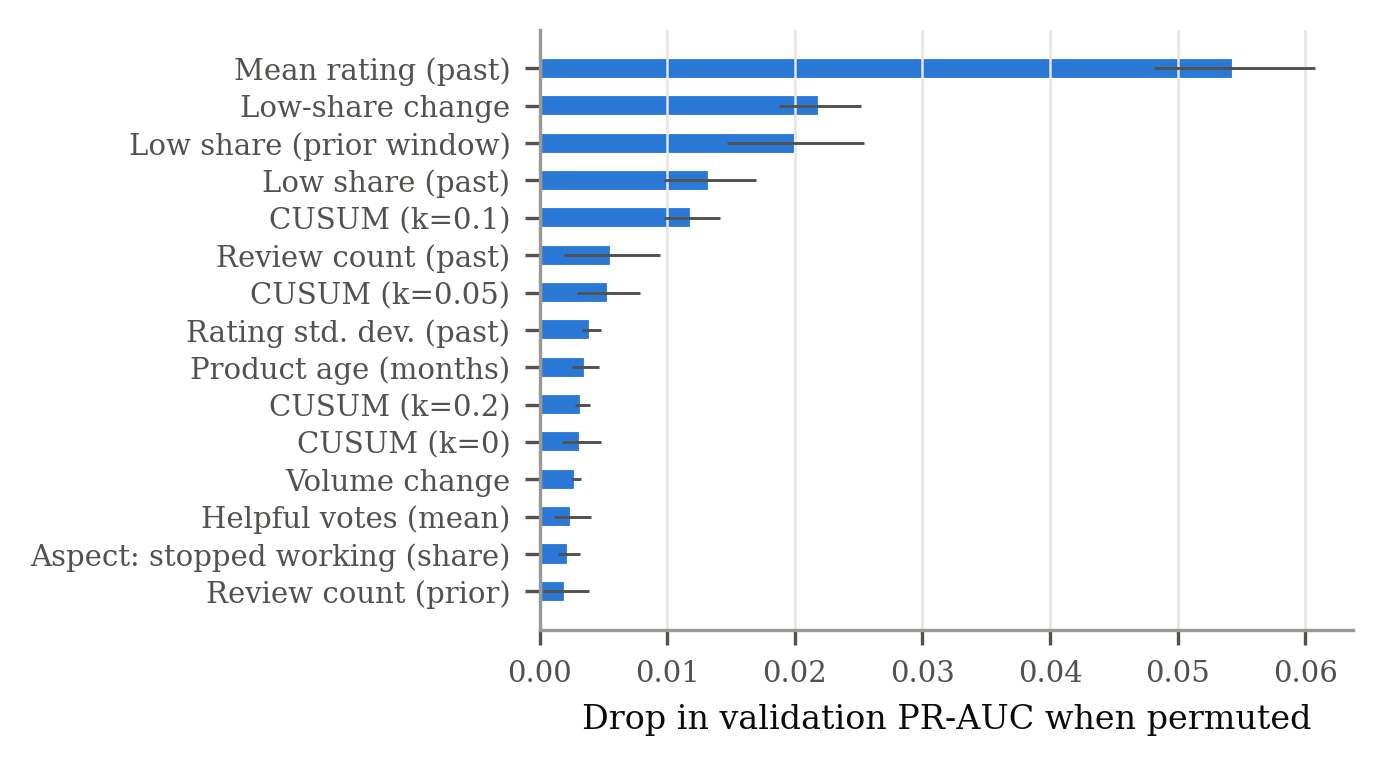 Mean rating (past)
Low-share change
Low share (prior window)
Low share (past)
CUSUM (k=0.1)
Review count (past)
CUSUM (k=0.05)
Rating std. dev. (past)
Product age (months)
CUSUM (k=0.2)
CUSUM (k=0)
Volume change
Helpful votes (mean)
Aspect: stopped working (share)
Review count (prior)
0.00 0.01 0.02 0.03 0.04 0.05 0.06
Drop in validation PR-AUC when permuted